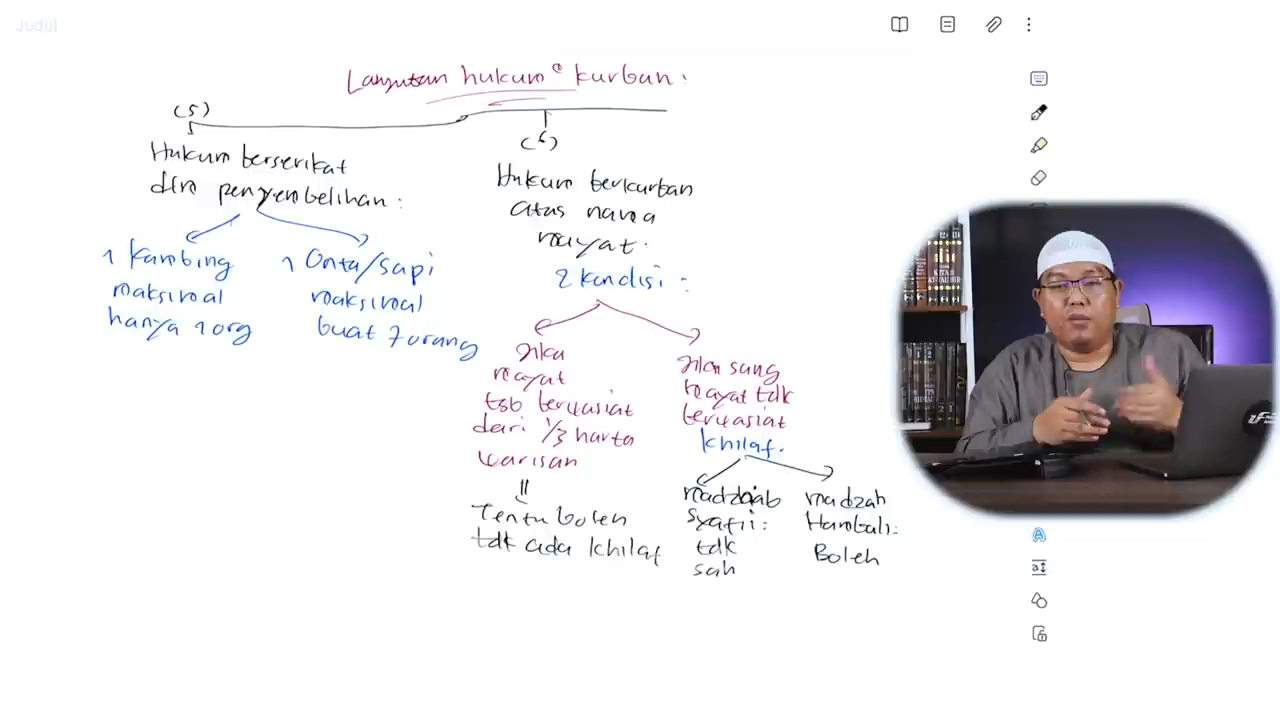 Judul
Lanjutan hukum² kurban:
(5)
Hukum berserikat
dlm penyembelihan:
1 Kambing
maksimal
hanya 1 org
1 Onta/sapi
maksimal
buat 7 orang
(6)
Hukum berkurban
atas nama
mayat:
2 kondisi:
Jika
mayat
tsb berwasiat
dari 1/3 harta
warisan
Tentu boleh
tdk ada khilaf
Jika sang
mayat tdk
berwasiat
khilaf:
madzhab
Syafii:
tdk
sah
madzab
Hambali:
Boleh